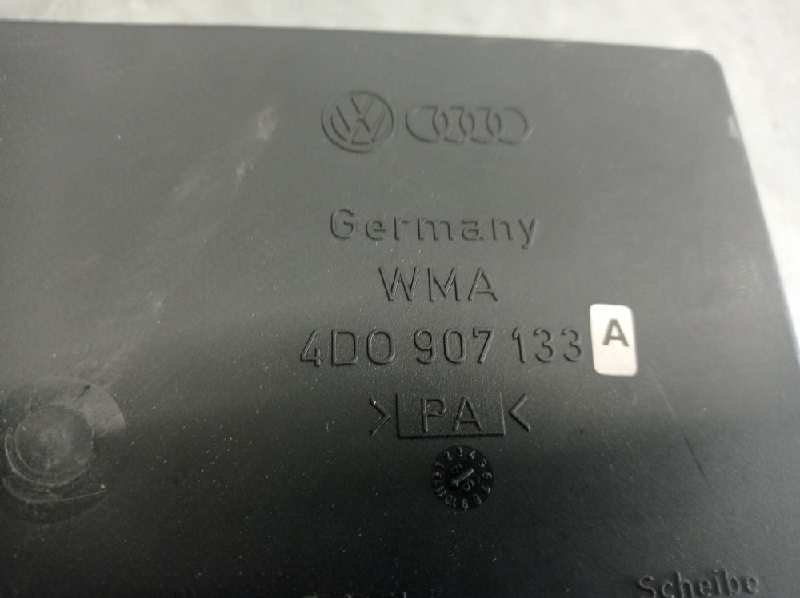 Germany
WMA
4D0 907 133 A
>PA<
Scheibe